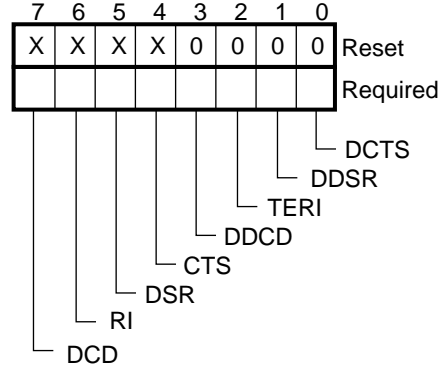 7 6 5 4 3 2 1 0
X X X X 0 0 0 0 Reset
Required
DCTS
DDSR
TERI
DDCD
CTS
DSR
RI
DCD